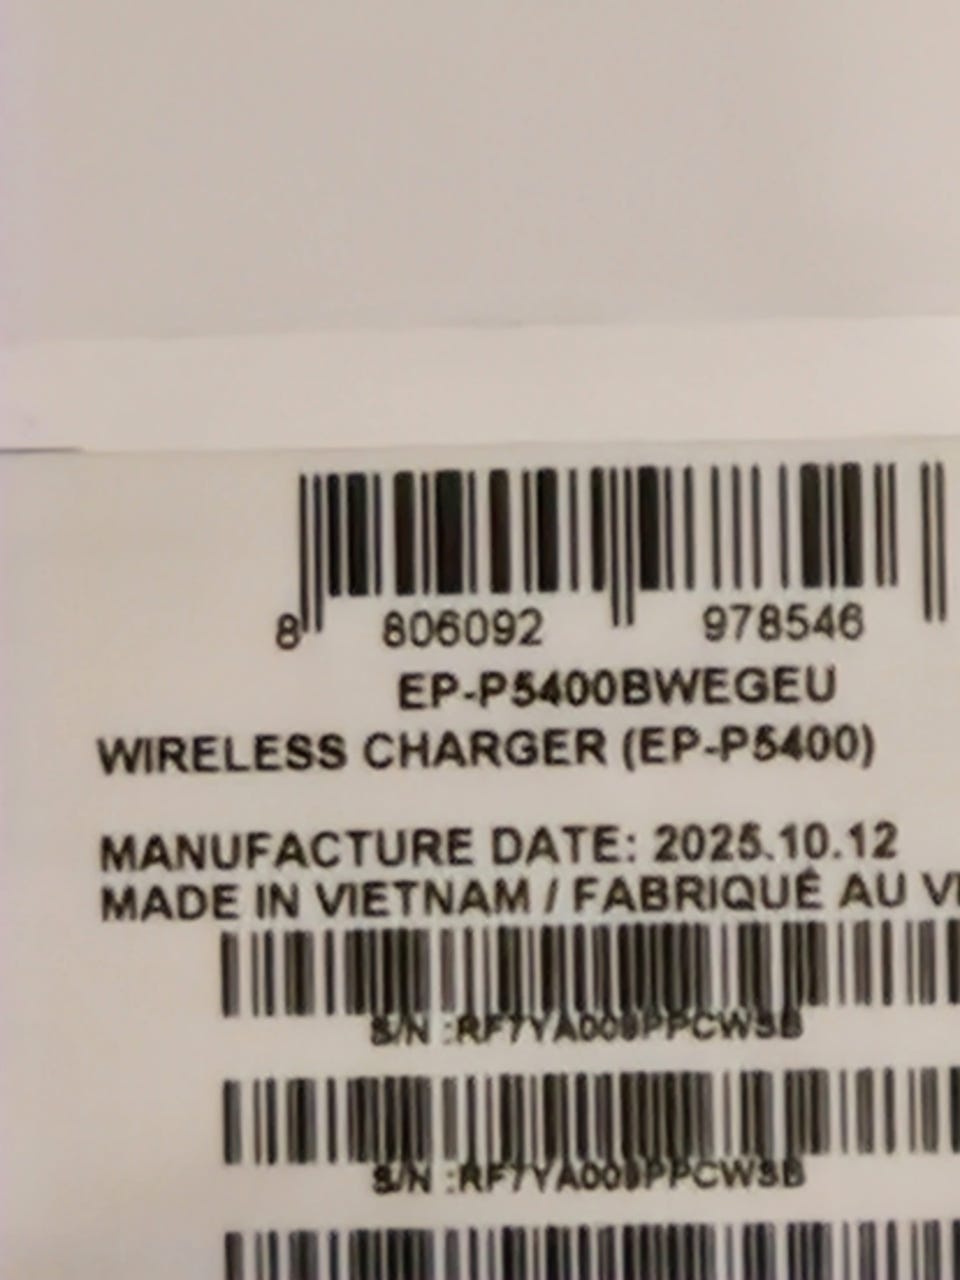 8 806092 978546
EP-P5400BWEGEU
WIRELESS CHARGER (EP-P5400)
MANUFACTURE DATE: 2025.10.12
MADE IN VIETNAM / FABRIQUÉ AU
S/N :
S/N :